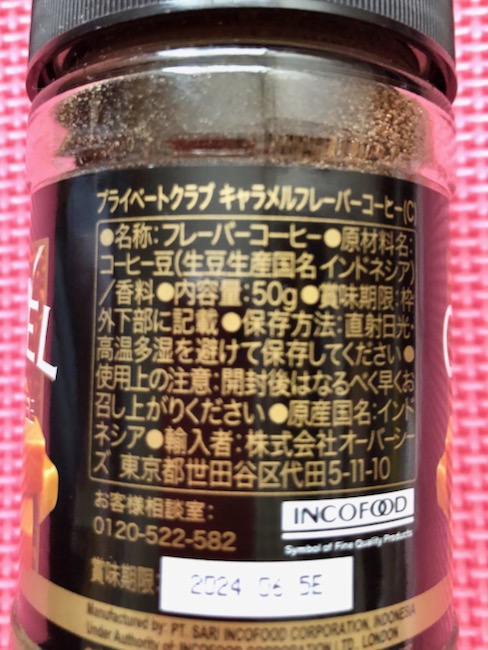 プライベートクラブ キャラメルフレーバーコーヒー(C)
●名称:フレーバーコーヒー●原材料名:
コーヒー豆(生豆生産国名 インドネシア)
/香料●内容量:50g●賞味期限:枠
外下部に記載●保存方法:直射日光・
高温多湿を避けて保存してください●
使用上の注意:開封後はなるべく早くお
召し上がりください●原産国名:インド
ネシア●輸入者:株式会社オーバーシー
ズ 東京都世田谷区代田5-11-10
お客様相談室:
0120-522-582
INCOFOOD
Symbol of Fine Quality Products
賞味期限:
2024 06 5E
Manufactured by: PT. SARI INCOFOOD CORPORATION, INDONESIA
Under Authority of: INCOFOOD CORPORATION LTD, LONDON
EL